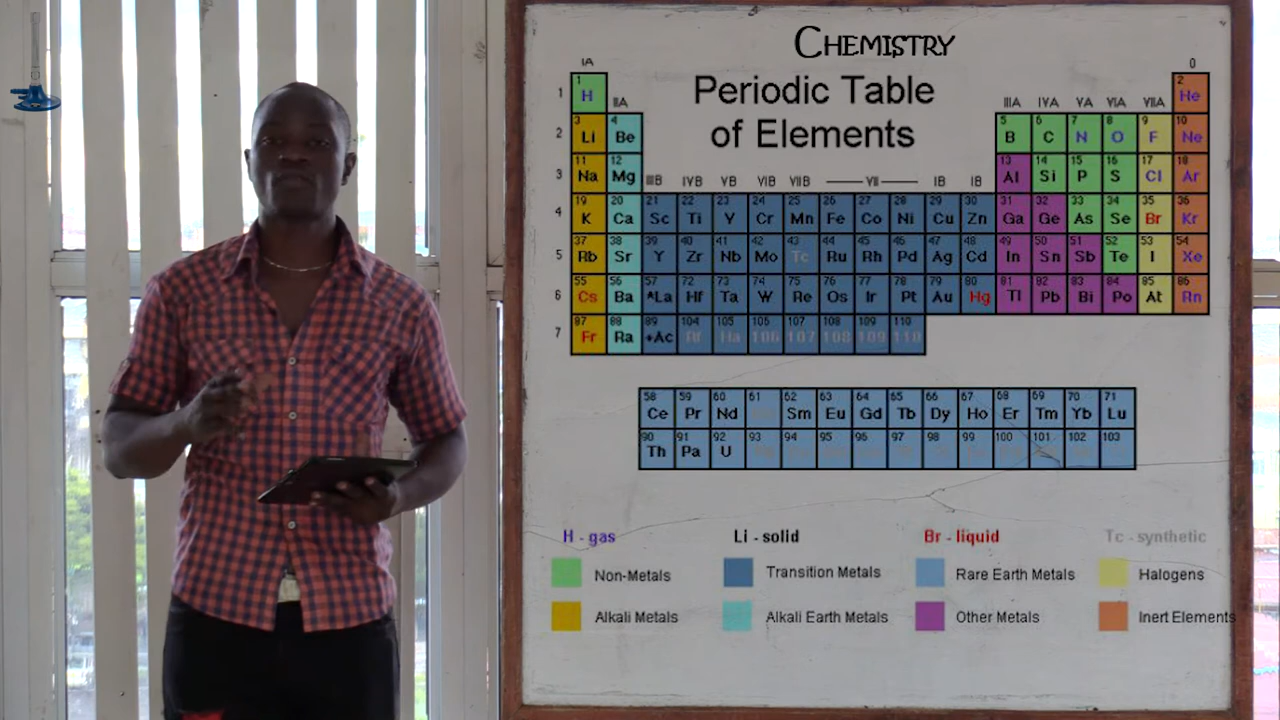 CHEMISTRY
Periodic Table
of Elements
IA 0
1 1 2
H IIA IIIA IVA VA VIA VIIA He
2 3 4 5 6 7 8 9 10
Li Be B C N O F Ne
3 11 12 13 14 15 16 17 18
Na Mg IIIB IVB VB VIB VIIB VII IB IB Al Si P S Cl Ar
4 19 20 21 22 23 24 25 26 27 28 29 30 31 32 33 34 35 36
K Ca Sc Ti V Cr Mn Fe Co Ni Cu Zn Ga Ge As Se Br Kr
5 37 38 39 40 41 42 43 44 45 46 47 48 49 50 51 52 53 54
Rb Sr Y Zr Nb Mo Tc Ru Rh Pd Ag Cd In Sn Sb Te I Xe
6 55 56 57 72 73 74 75 76 77 78 79 80 81 82 83 84 85 86
Cs Ba *La Hf Ta W Re Os Ir Pt Au Hg Tl Pb Bi Po At Rn
7 87 88 89 104 105 106 107 108 109 110
Fr Ra +Ac Rf Ha 106 107 108 109 110
58 59 60 61 62 63 64 65 66 67 68 69 70 71
Ce Pr Nd Sm Eu Gd Tb Dy Ho Er Tm Yb Lu
90 91 92 93 94 95 96 97 98 99 100 101 102 103
Th Pa U
H - gas Li - solid Br - liquid Tc - synthetic
Non-Metals Transition Metals Rare Earth Metals Halogens
Alkali Metals Alkali Earth Metals Other Metals Inert Elements